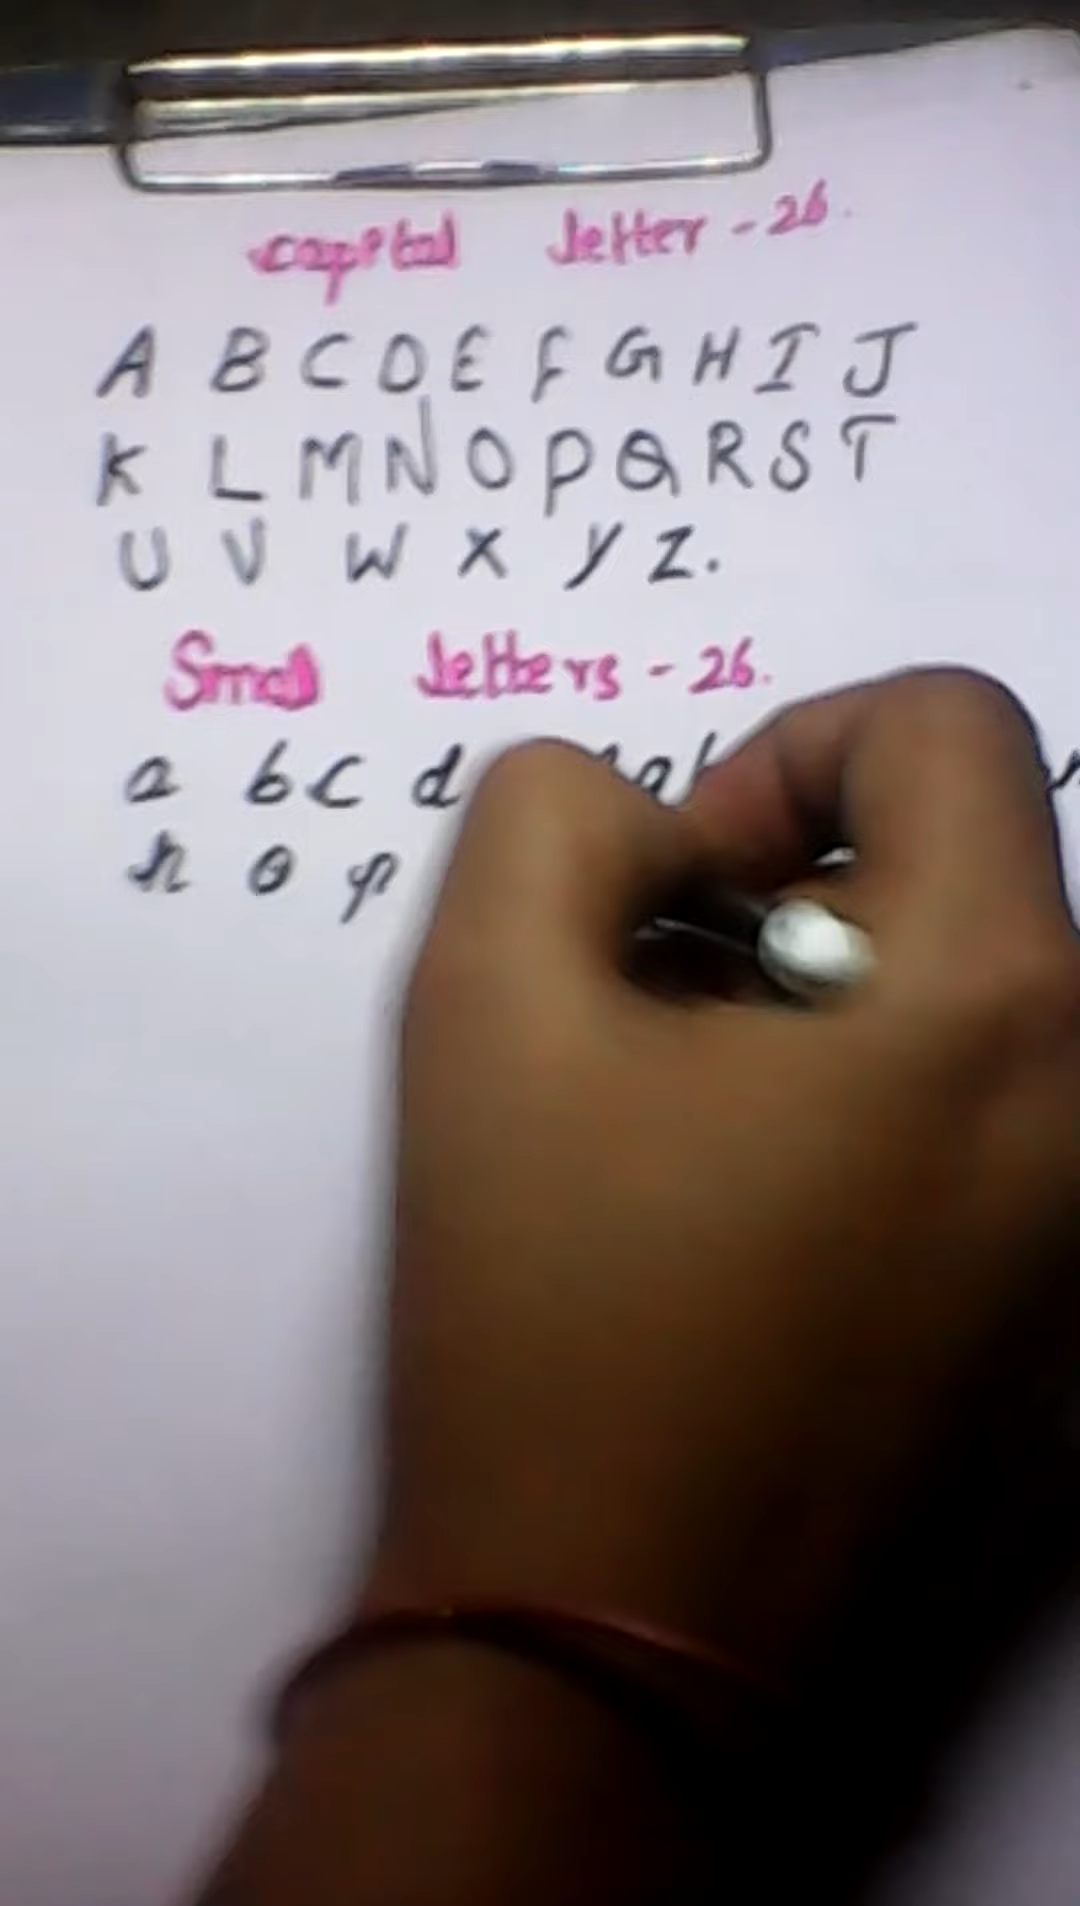 capital letter - 26.
A B C D E F G H I J
K L M N O P Q R S T
U V W X Y Z.
Small letters - 26.
a b c d
n o p